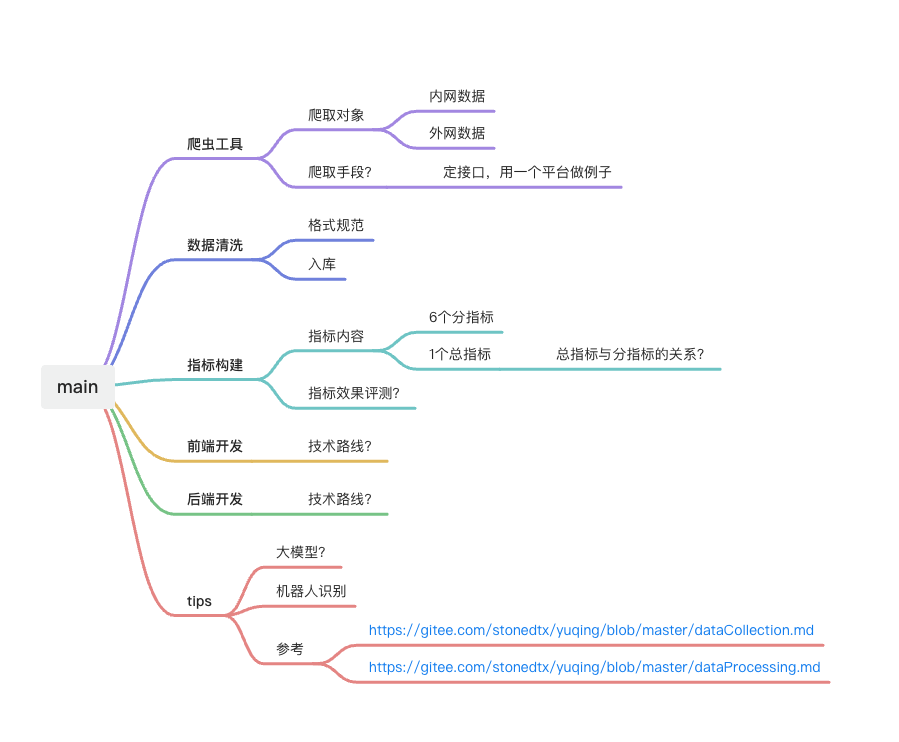 main
爬虫工具
爬取对象
内网数据
外网数据
爬取手段?
定接口，用一个平台做例子
数据清洗
格式规范
入库
指标构建
指标内容
6个分指标
1个总指标
总指标与分指标的关系?
指标效果评测?
前端开发
技术路线?
后端开发
技术路线?
tips
大模型?
机器人识别
参考
https://gitee.com/stonedtx/yuqing/blob/master/dataCollection.md
https://gitee.com/stonedtx/yuqing/blob/master/dataProcessing.md